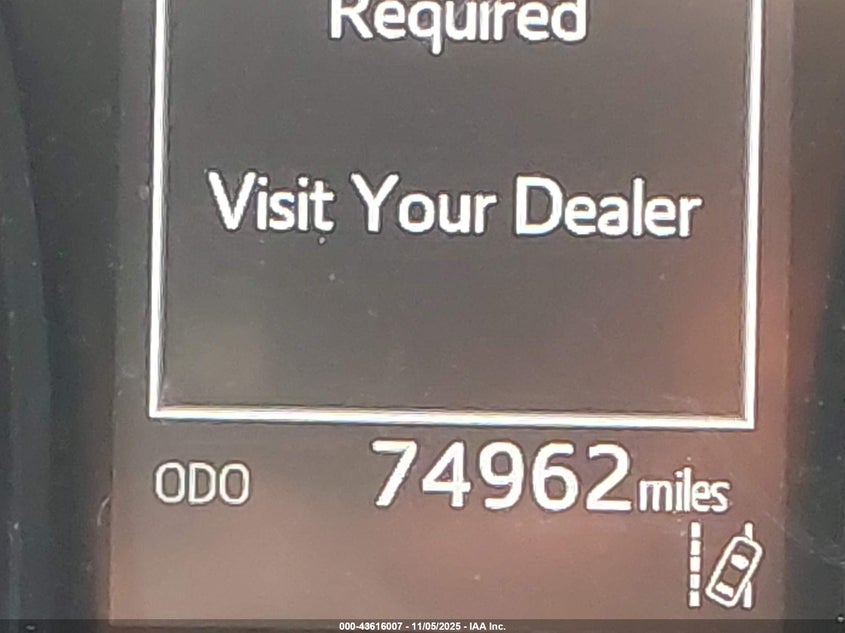 Required
Visit Your Dealer
ODO 74962 miles
000-43616007 - 11/05/2025 - IAA Inc.